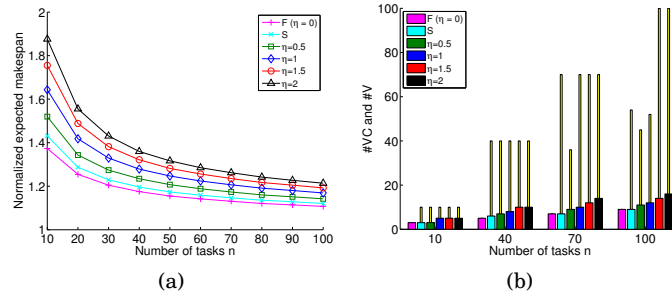 2
1.8
1.6
1.4
1.2
1
10 20 30 40 50 60 70 80 90 100
Number of tasks n
Normalized expected makespan
F (η = 0)
S
η=0.5
η=1
η=1.5
η=2
(a)
100
80
60
40
20
0
10 40 70 100
Number of tasks n
#VC and #V
F (η = 0)
S
η=0.5
η=1
η=1.5
η=2
(b)